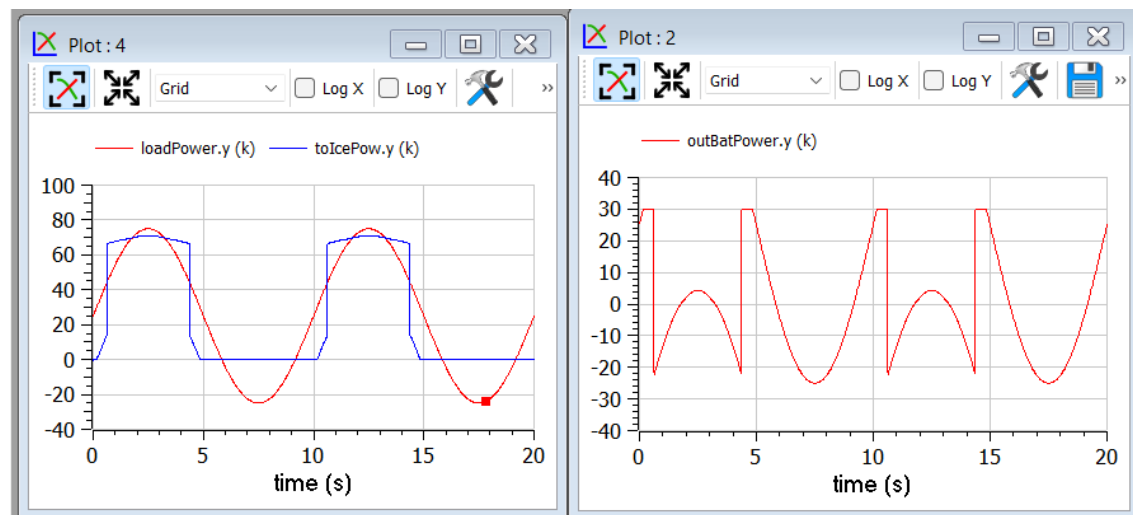 Plot : 4
Grid
Log X
Log Y
»
loadPower.y (k)
toIcePow.y (k)
100
80
60
40
20
0
-20
-40
0
5
10
15
20
time (s)
Plot : 2
Grid
Log X
Log Y
»
outBatPower.y (k)
40
30
20
10
0
-10
-20
-30
-40
0
5
10
15
20
time (s)